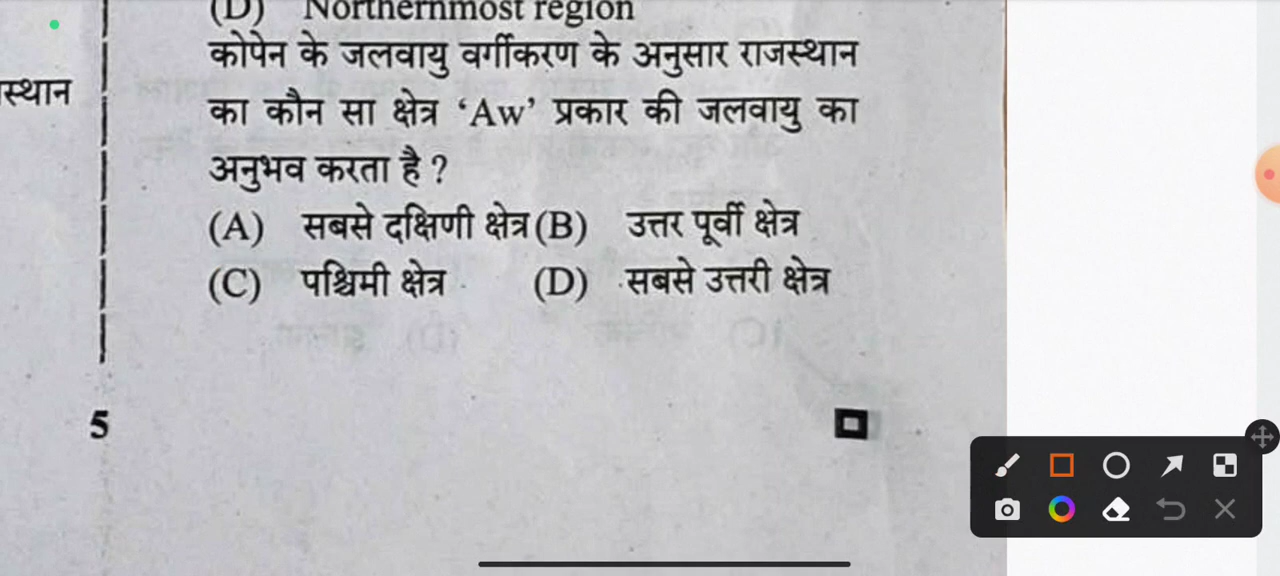 (D) Northernmost region
कोपेन के जलवायु वर्गीकरण के अनुसार राजस्थान
स्थान
का कौन सा क्षेत्र ‘Aw’ प्रकार की जलवायु का
अनुभव करता है ?
(A) सबसे दक्षिणी क्षेत्र (B) उत्तर पूर्वी क्षेत्र
(C) पश्चिमी क्षेत्र (D) सबसे उत्तरी क्षेत्र
5